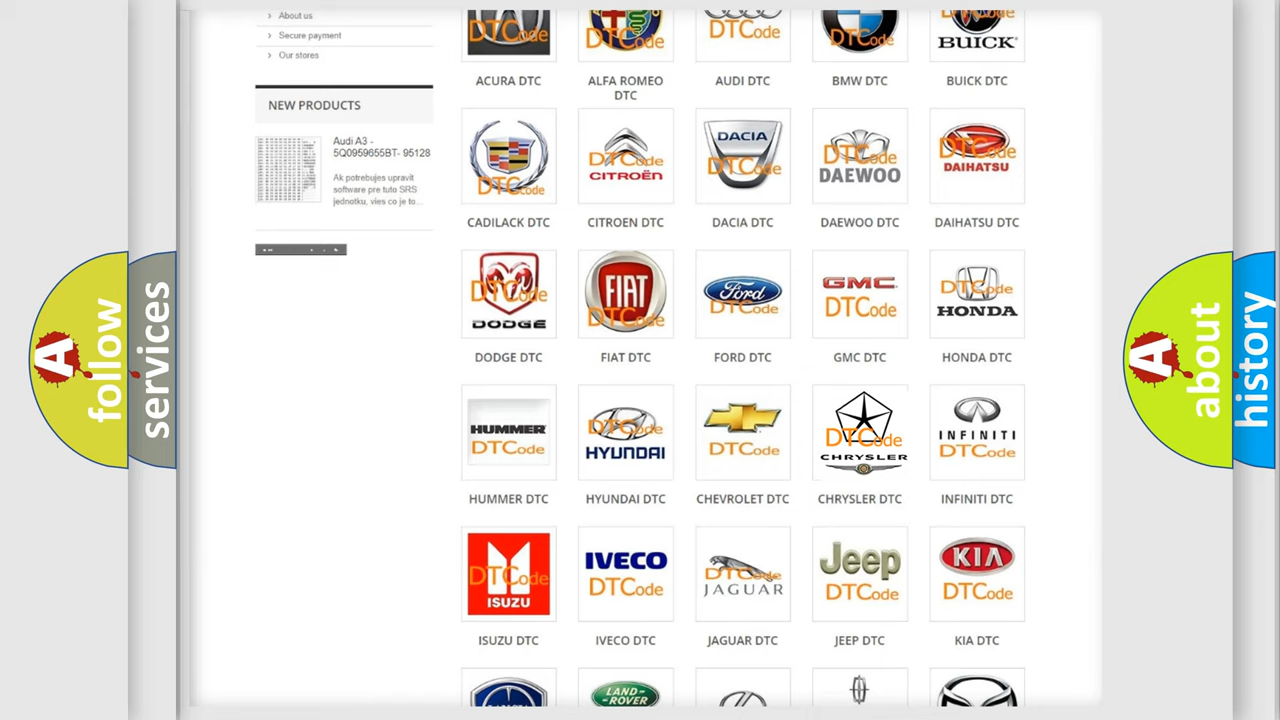 About us
Secure payment
Our stores
NEW PRODUCTS
Audi A3 -
5Q0959655BT- 95128
Ak potrebujes upravit
software pre tuto SRS
jednotku, vies co je to...
follow
services
DTCode
DTCode
DTCode
DTCode
BUICK
ACURA DTC
ALFA ROMEO
DTC
AUDI DTC
BMW DTC
BUICK DTC
DTCode
DTCode
CITROËN
DACIA
DTCode
DTCode
DAEWOO
DTCode
DAIHATSU
CADILACK DTC
CITROEN DTC
DACIA DTC
DAEWOO DTC
DAIHATSU DTC
DTCode
DODGE
FIAT
DTCode
Ford
DTCode
GMC
DTCode
DTCode
HONDA
DODGE DTC
FIAT DTC
FORD DTC
GMC DTC
HONDA DTC
HUMMER
DTCode
DTCode
HYUNDAI
DTCode
DTCode
CHRYSLER
INFINITI
DTCode
HUMMER DTC
HYUNDAI DTC
CHEVROLET DTC
CHRYSLER DTC
INFINITI DTC
DTCode
ISUZU
IVECO
DTCode
DTCode
JAGUAR
Jeep
DTCode
KIA
DTCode
ISUZU DTC
IVECO DTC
JAGUAR DTC
JEEP DTC
KIA DTC
LAND-
ROVER
about
history